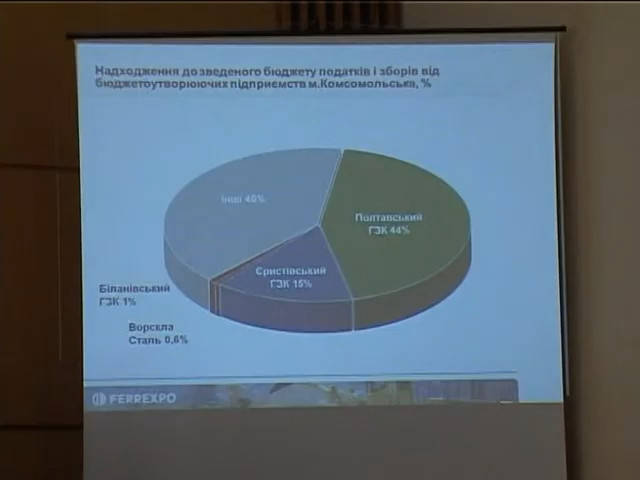 Надходження до зведеного бюджету податків і зборів від
бюджетоутворюючих підприємств м.Комсомольська, %
Інші 40%
Полтавський
ГЗК 44%
Єристівський
ГЗК 15%
Біланівський
ГЗК 1%
Ворскла
Сталь 0,6%
FERREXPO